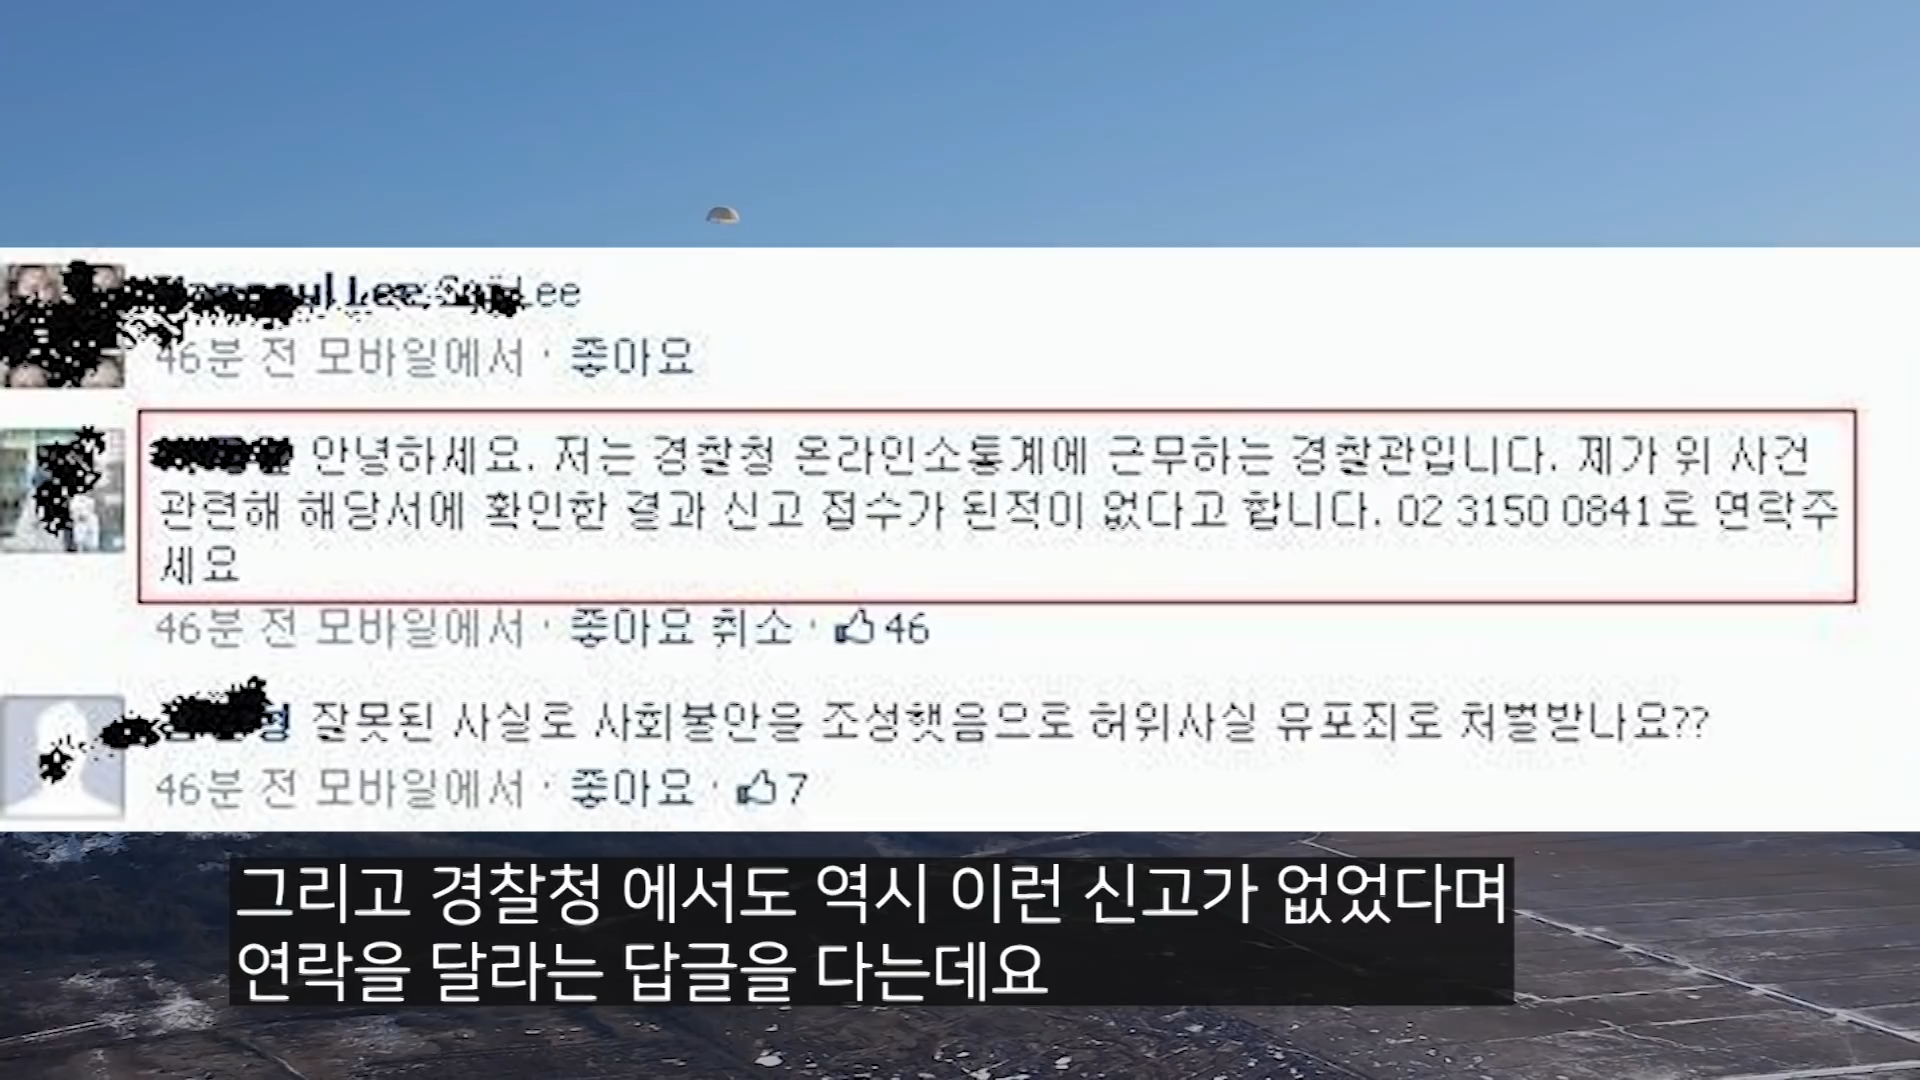 Lee Lee
46분 전 모바일에서 · 좋아요
안녕하세요. 저는 경찰청 온라인소통계에 근무하는 경찰관입니다. 제가 위 사건
관련해 해당서에 확인한 결과 신고 접수가 된적이 없다고 합니다. 02 3150 0841로 연락주
세요
46분 전 모바일에서 · 좋아요 취소 · 46
잘못된 사실로 사회불안을 조성했음으로 허위사실 유포죄로 처벌받나요??
46분 전 모바일에서 · 좋아요 · 7
그리고 경찰청 에서도 역시 이런 신고가 없었다며
연락을 달라는 답글을 다는데요